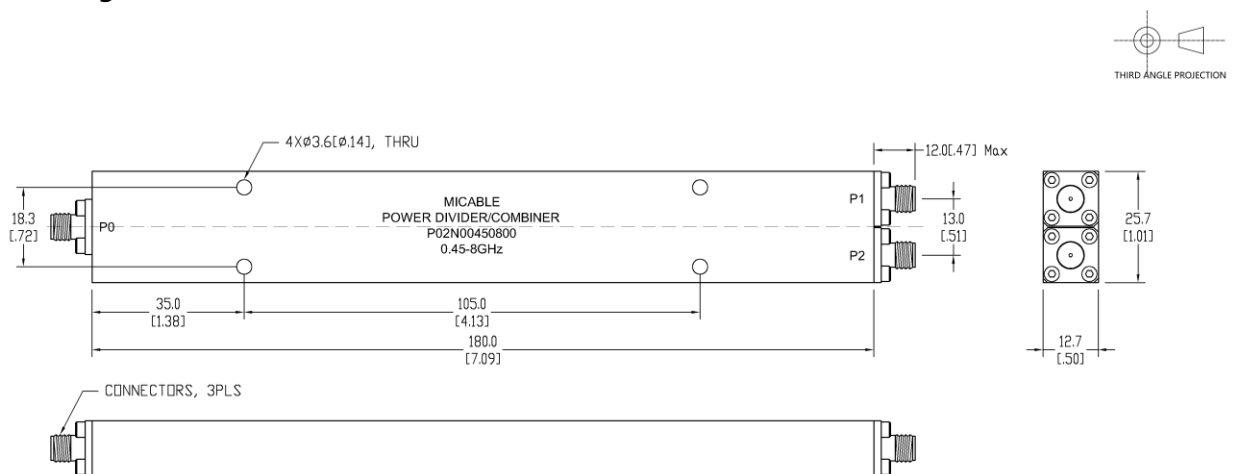 THIRD ANGLE PROJECTION
4XØ3.6[Ø.14], THRU
12.0[.47] Max
MICABLE
POWER DIVIDER/COMBINER
P02N00450800
0.45-8GHz
P0
P1
P2
18.3
[.72]
13.0
[.51]
25.7
[1.01]
35.0
[1.38]
105.0
[4.13]
180.0
[7.09]
12.7
[.50]
CONNECTORS, 3PLS